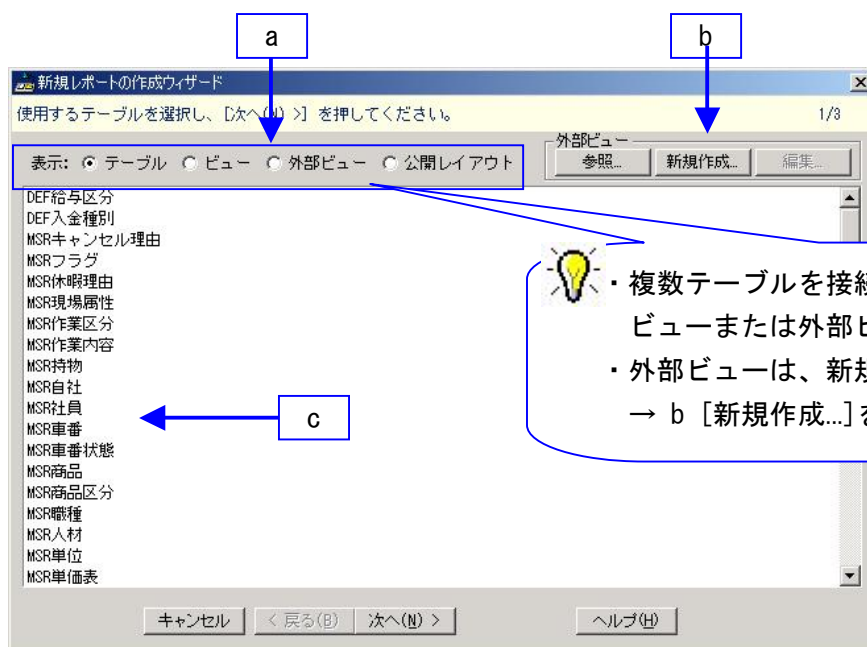 a
b
新規レポートの作成ウィザード
使用するテーブルを選択し、[次へ(N) >] を押してください。
1/3
外部ビュー
表示: テーブル ビュー 外部ビュー 公開レイアウト
参照... 新規作成... 編集...
DEF給与区分
DEF入金種別
MSRキャンセル理由
MSRフラグ
MSR休暇理由
MSR現場属性
MSR作業区分
MSR作業内容
MSR持物
MSR自社
MSR社員
MSR車番
MSR車番状態
MSR商品
MSR商品区分
MSR職種
MSR人材
MSR単位
MSR単価表
c
・複数テーブルを接続
ビューまたは外部ビ
・外部ビューは、新規
→ b [新規作成…]を
キャンセル < 戻る(B) 次へ(N) > ヘルプ(H)